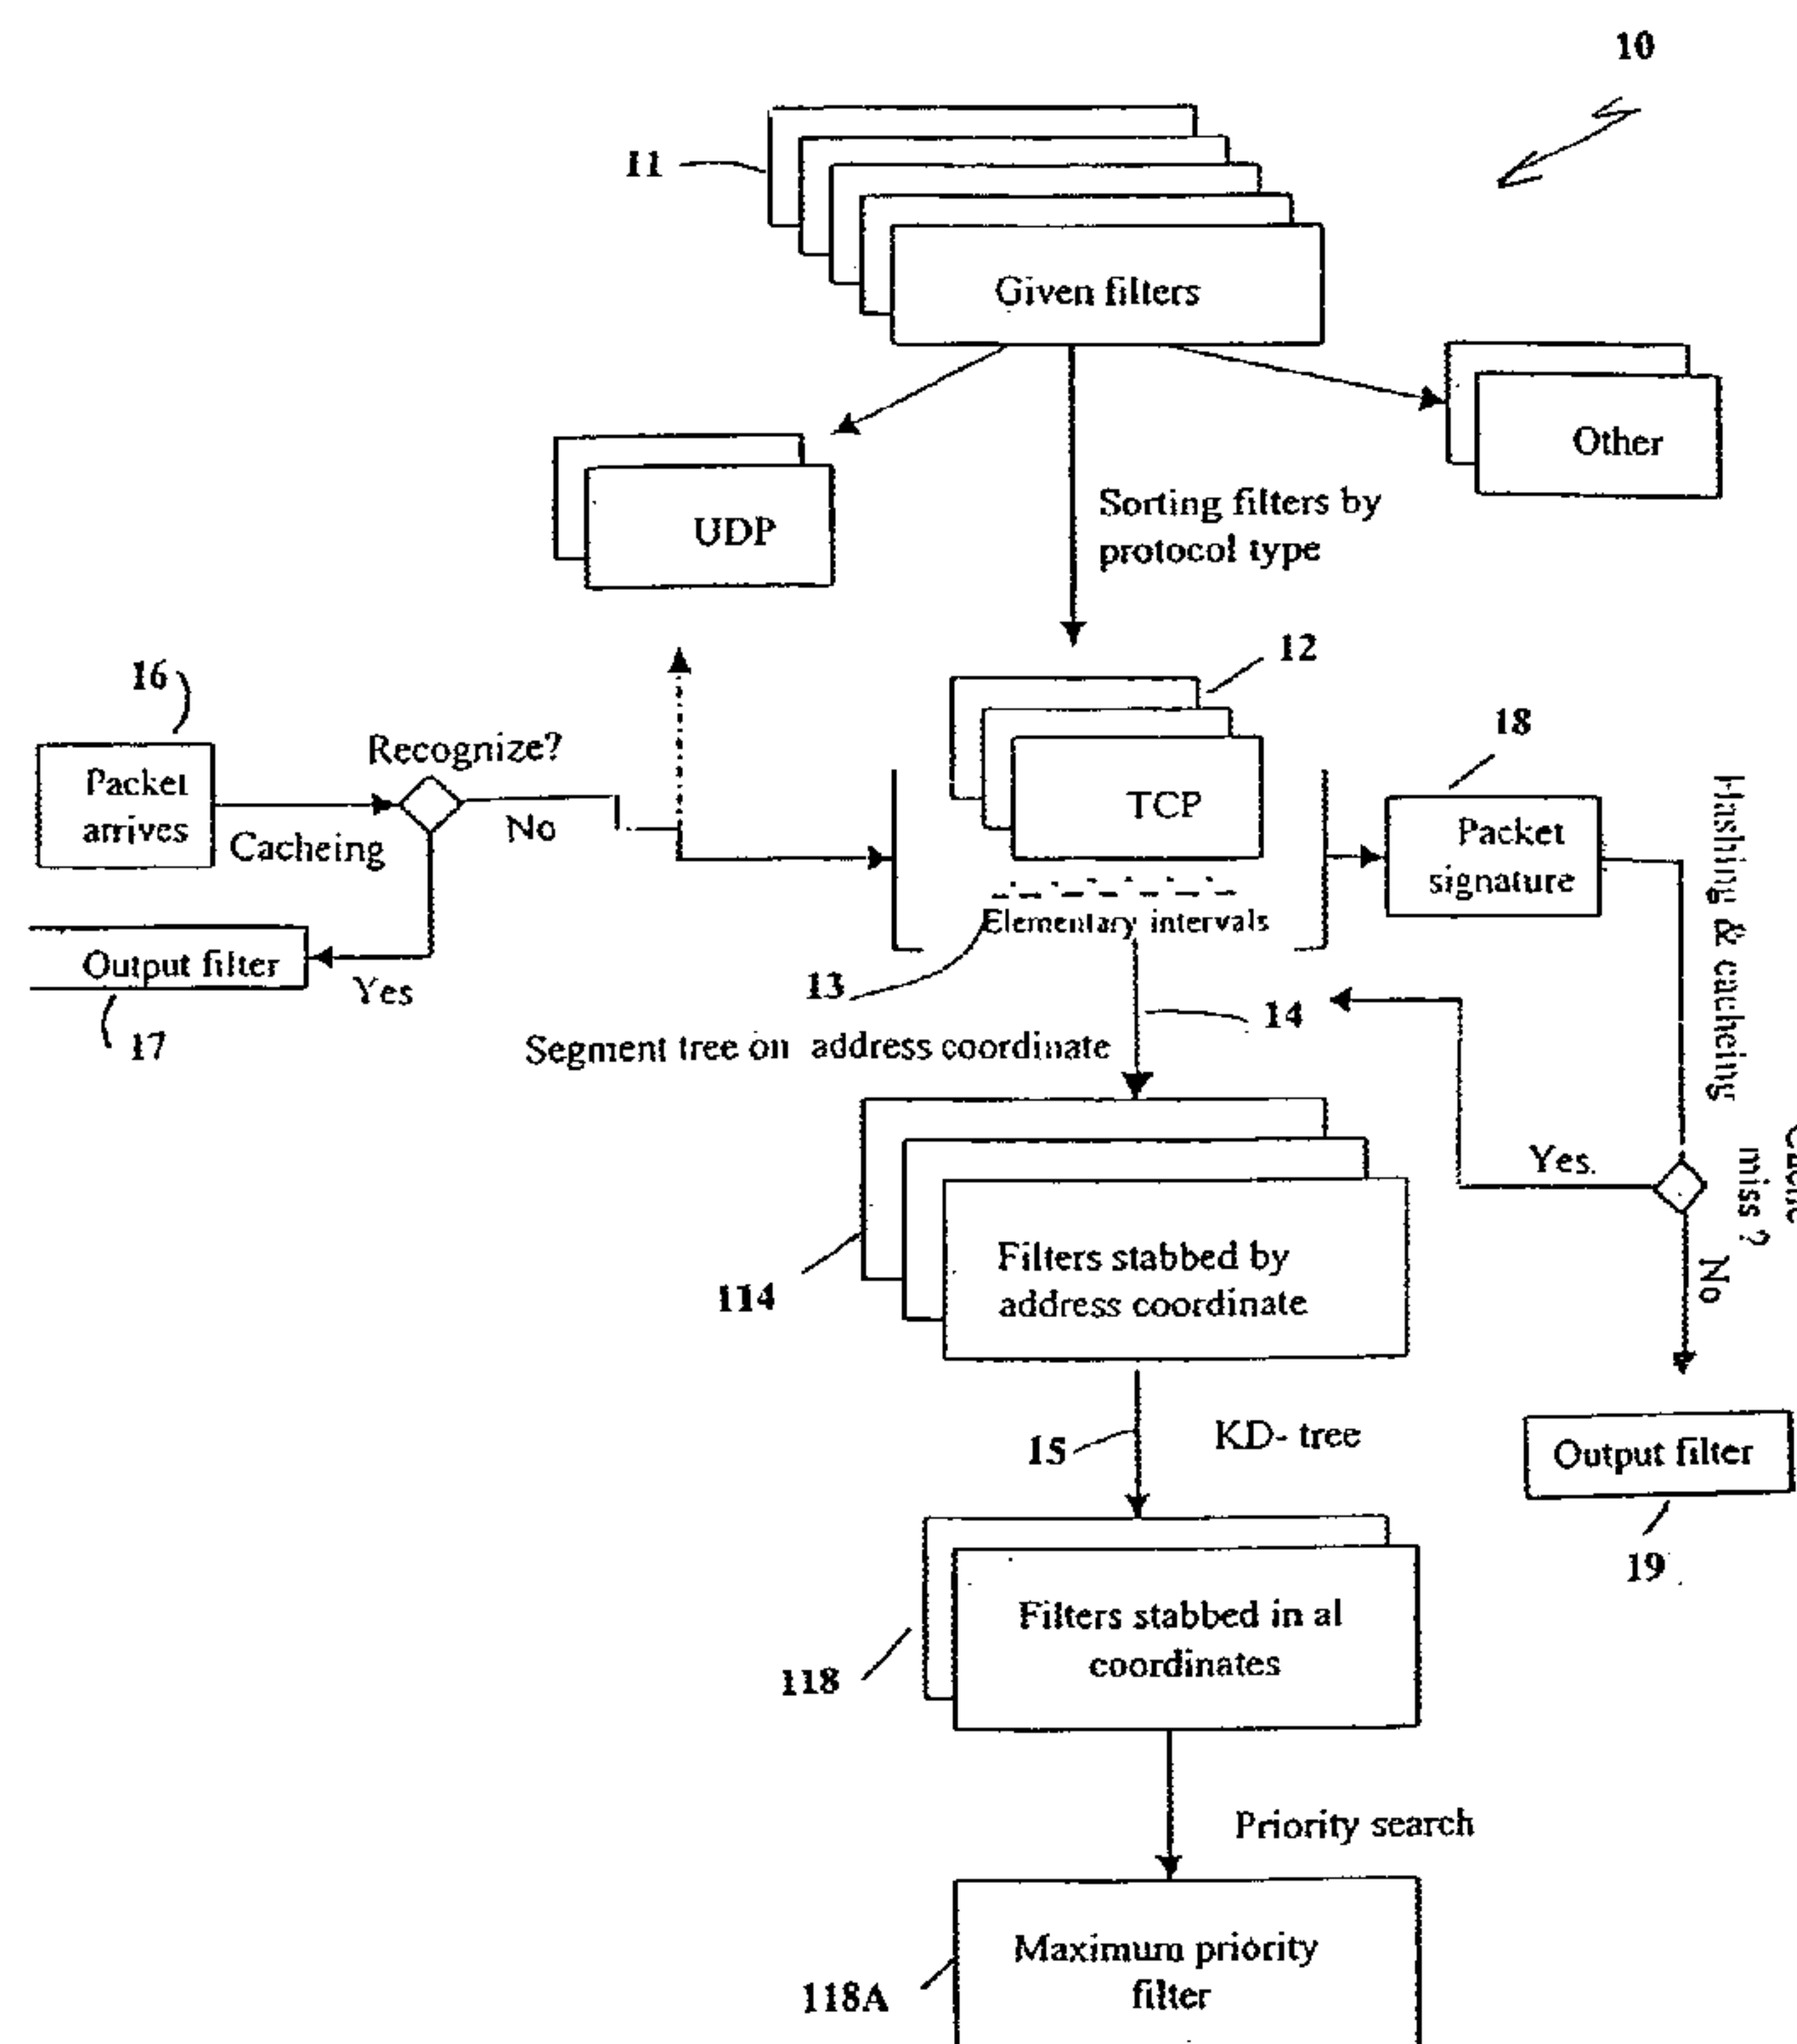 10
11
Given filters
Other
UDP
Sorting filters by
protocol type
12
16
18
Recognize?
Packet
arrives
Cacheing
No
TCP
Packet
signature
Hashing & cacheing
Elementary intervals
Output filter
Yes
13
17
14
Segment tree on address coordinate
Yes.
miss ?
No
Filters stabbed by
address coordinate
114
15
KD- tree
Output filter
19
Filters stabbed in al
coordinates
118
Priority search
Maximum priority
filter
118A